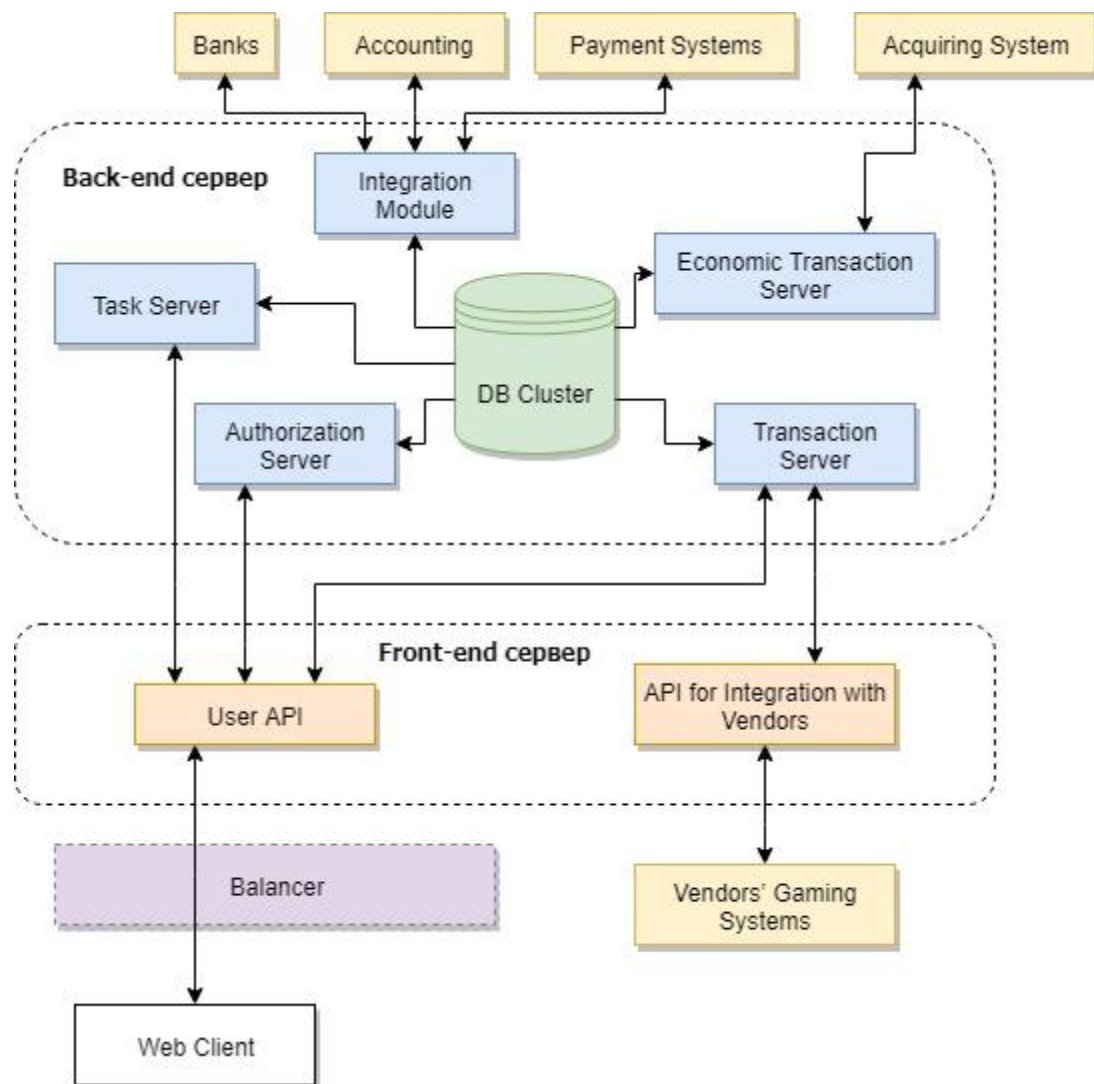 Banks
Accounting
Payment Systems
Acquiring System
Back-end сервер
Integration
Module
Economic Transaction
Server
Task Server
DB Cluster
Authorization
Server
Transaction
Server
Front-end сервер
User API
API for Integration with
Vendors
Balancer
Vendors’ Gaming
Systems
Web Client